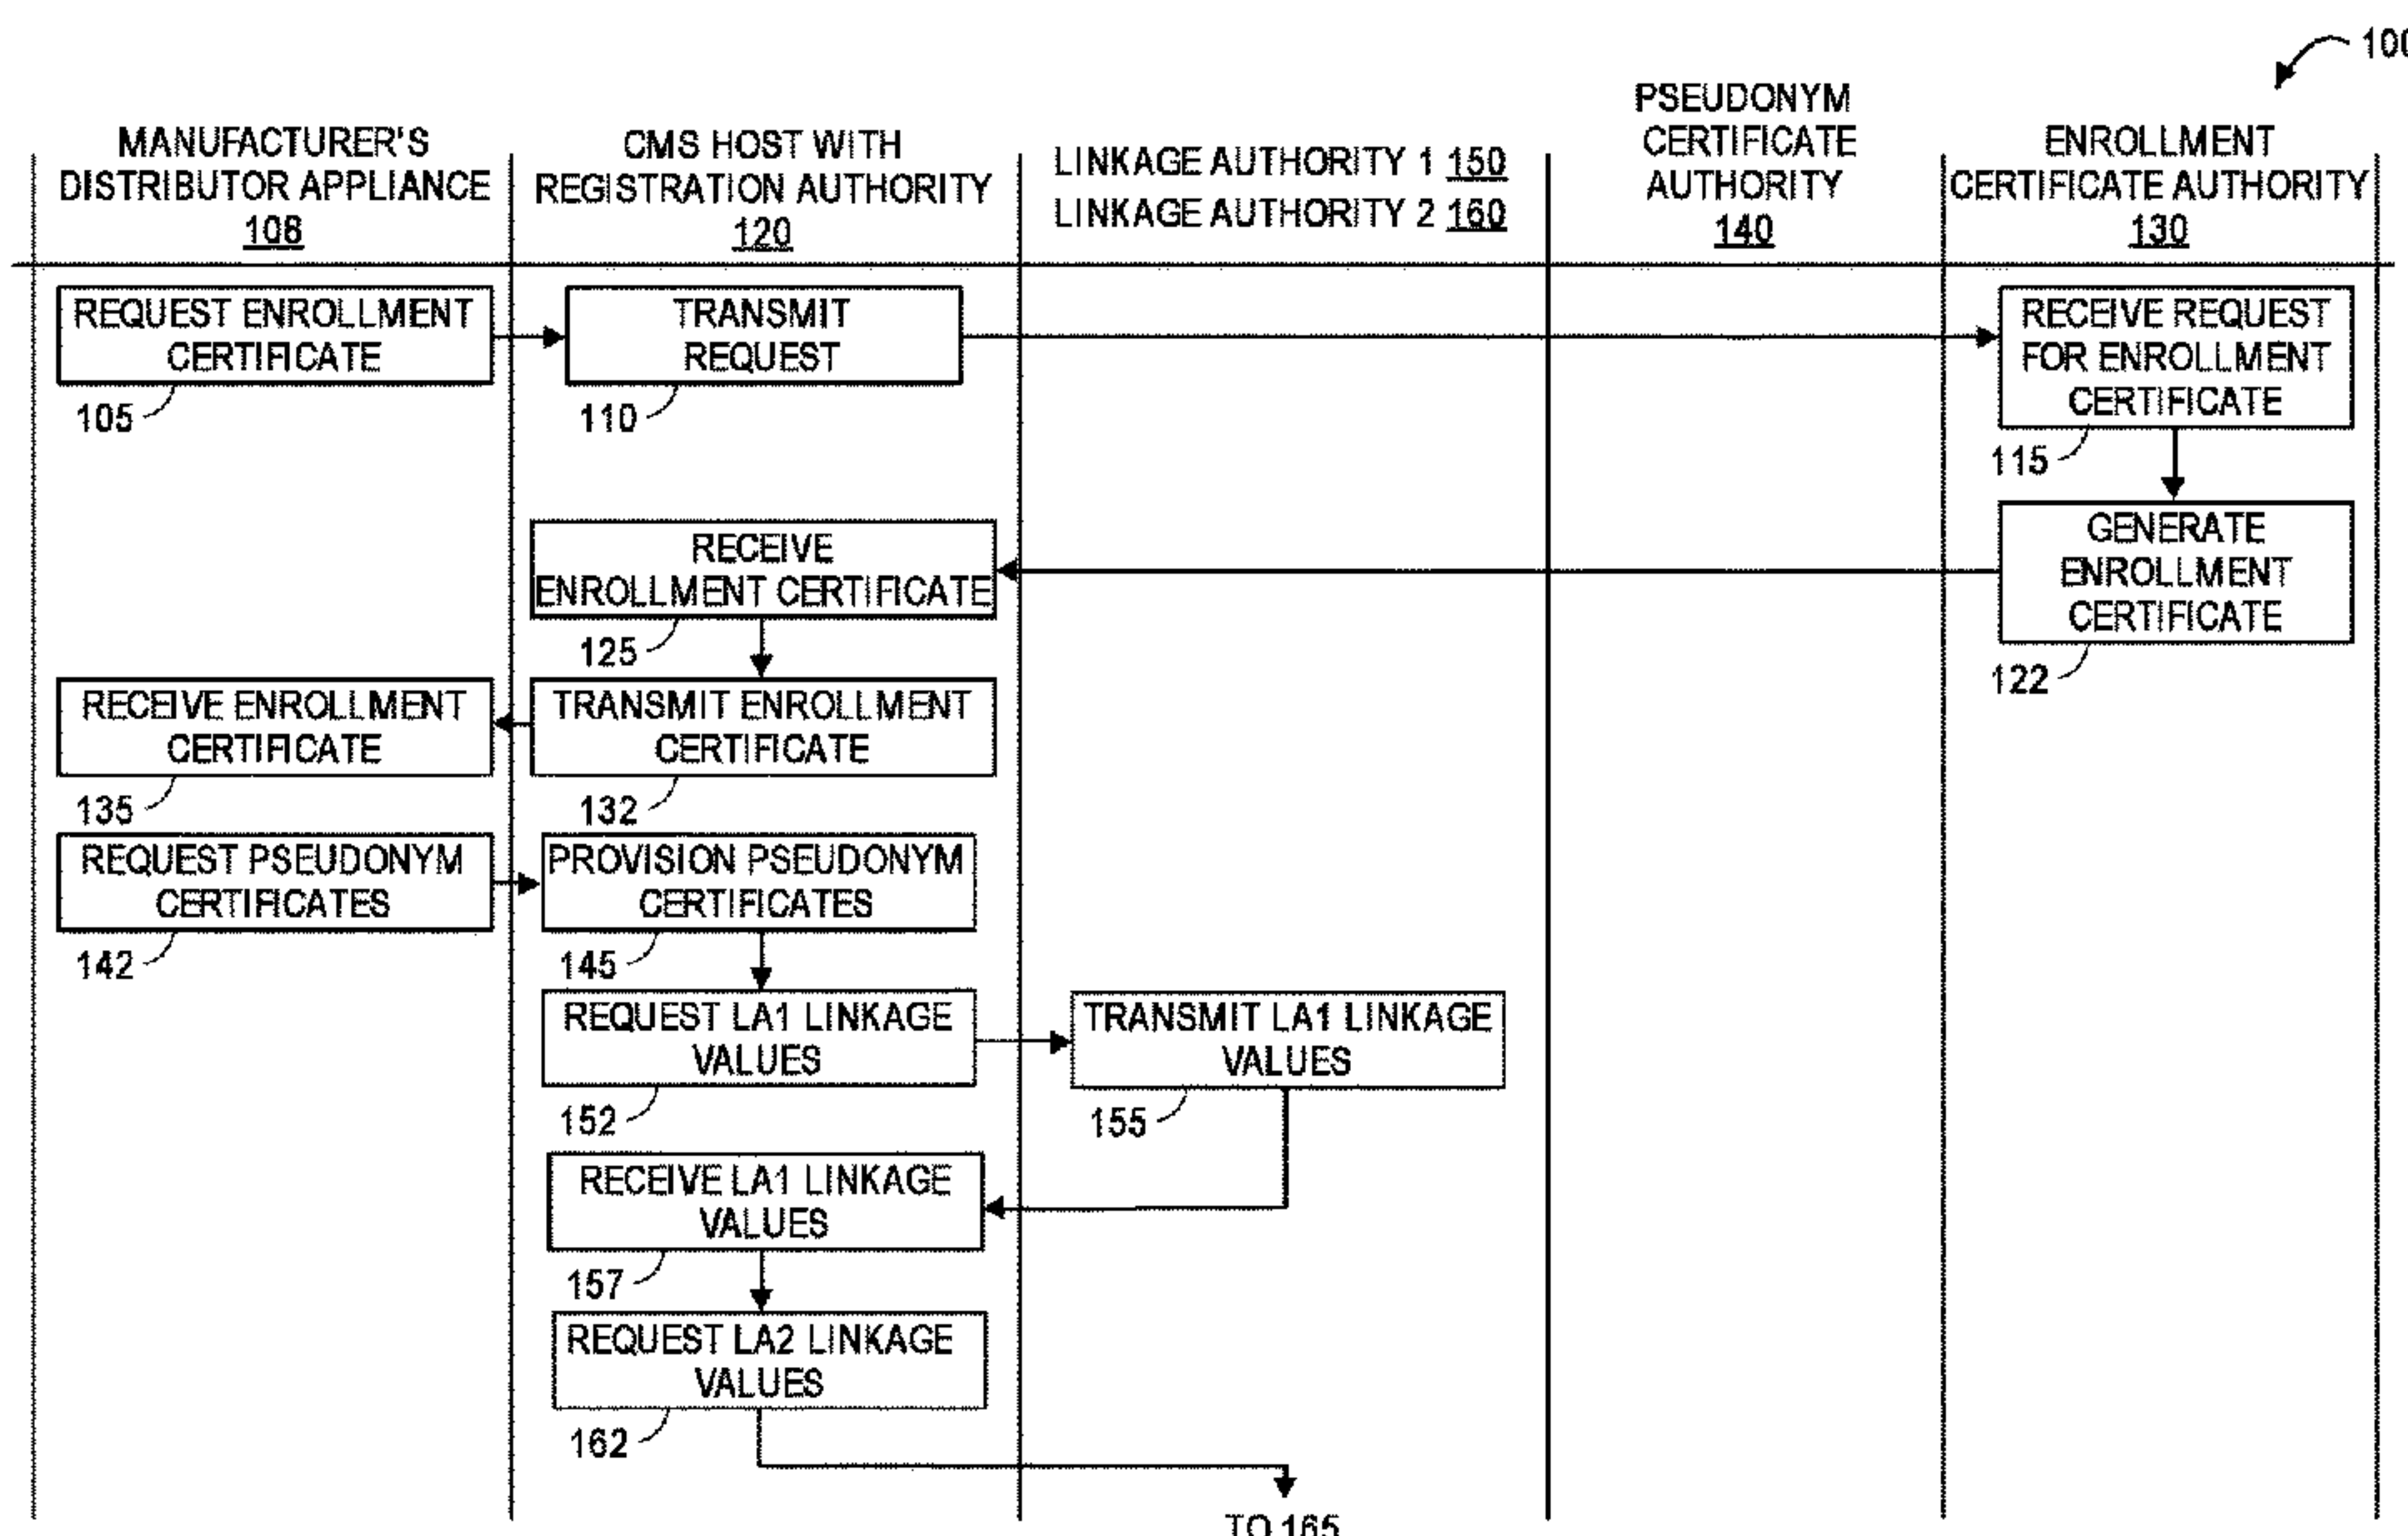 100
MANUFACTURER'S
DISTRIBUTOR APPLIANCE
108
CMS HOST WITH
REGISTRATION AUTHORITY
120
LINKAGE AUTHORITY 1 150
LINKAGE AUTHORITY 2 160
PSEUDONYM
CERTIFICATE
AUTHORITY
140
ENROLLMENT
CERTIFICATE AUTHORITY
130
REQUEST ENROLLMENT
CERTIFICATE
105
TRANSMIT
REQUEST
110
RECEIVE REQUEST
FOR ENROLLMENT
CERTIFICATE
115
GENERATE
ENROLLMENT
CERTIFICATE
122
RECEIVE
ENROLLMENT CERTIFICATE
125
TRANSMIT ENROLLMENT
CERTIFICATE
132
RECEIVE ENROLLMENT
CERTIFICATE
135
REQUEST PSEUDONYM
CERTIFICATES
142
PROVISION PSEUDONYM
CERTIFICATES
145
REQUEST LA1 LINKAGE
VALUES
152
TRANSMIT LA1 LINKAGE
VALUES
155
RECEIVE LA1 LINKAGE
VALUES
157
REQUEST LA2 LINKAGE
VALUES
162
TO 165